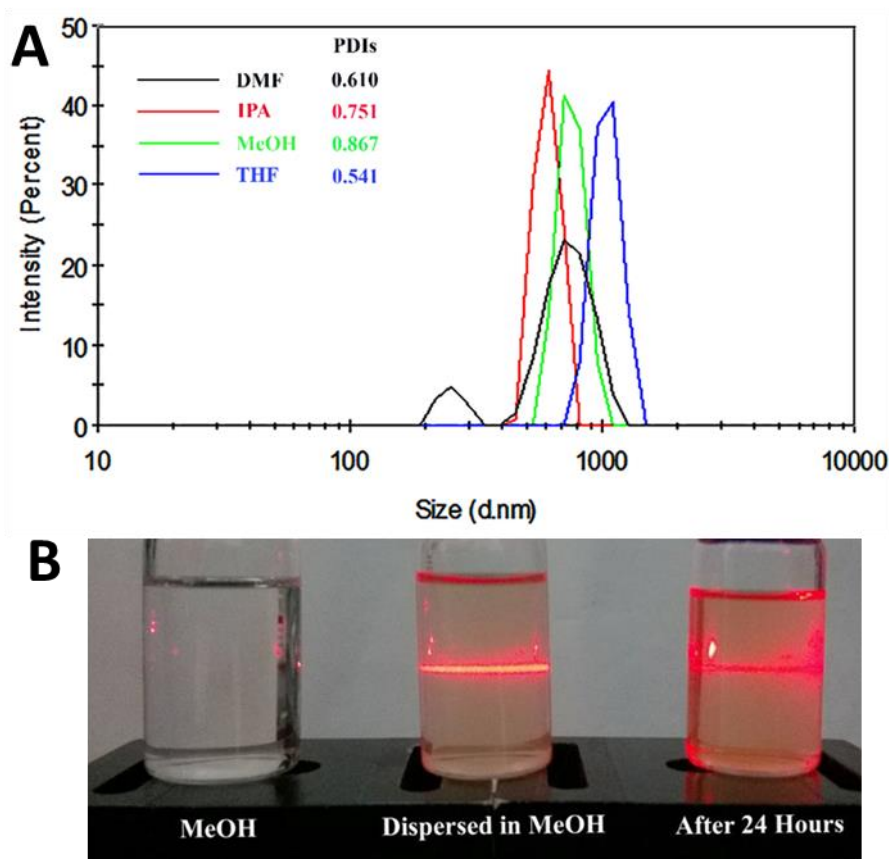 A
50
40
30
20
10
0
Intensity (Percent)
PDIs
DMF 0.610
IPA 0.751
MeOH 0.867
THF 0.541
10 100 1000 10000
Size (d.nm)
B
MeOH Dispersed in MeOH After 24 Hours